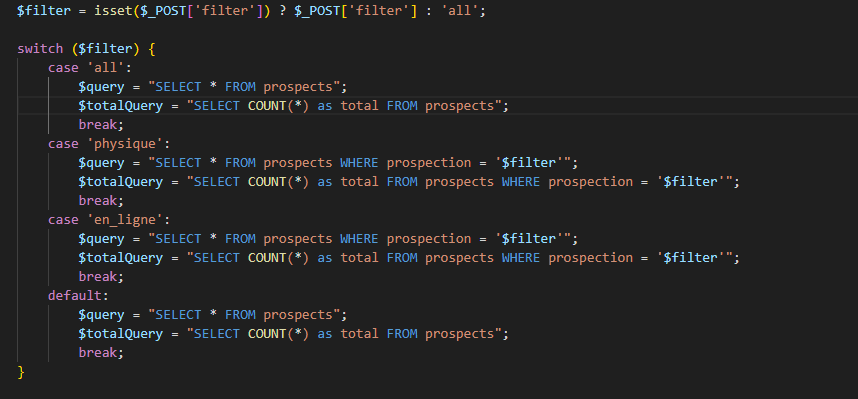 $filter = isset($_POST['filter']) ? $_POST['filter'] : 'all';
switch ($filter) {
case 'all':
$query = "SELECT * FROM prospects";
$totalQuery = "SELECT COUNT(*) as total FROM prospects";
break;
case 'physique':
$query = "SELECT * FROM prospects WHERE prospection = '$filter'";
$totalQuery = "SELECT COUNT(*) as total FROM prospects WHERE prospection = '$filter'";
break;
case 'en_ligne':
$query = "SELECT * FROM prospects WHERE prospection = '$filter'";
$totalQuery = "SELECT COUNT(*) as total FROM prospects WHERE prospection = '$filter'";
break;
default:
$query = "SELECT * FROM prospects";
$totalQuery = "SELECT COUNT(*) as total FROM prospects";
break;
}